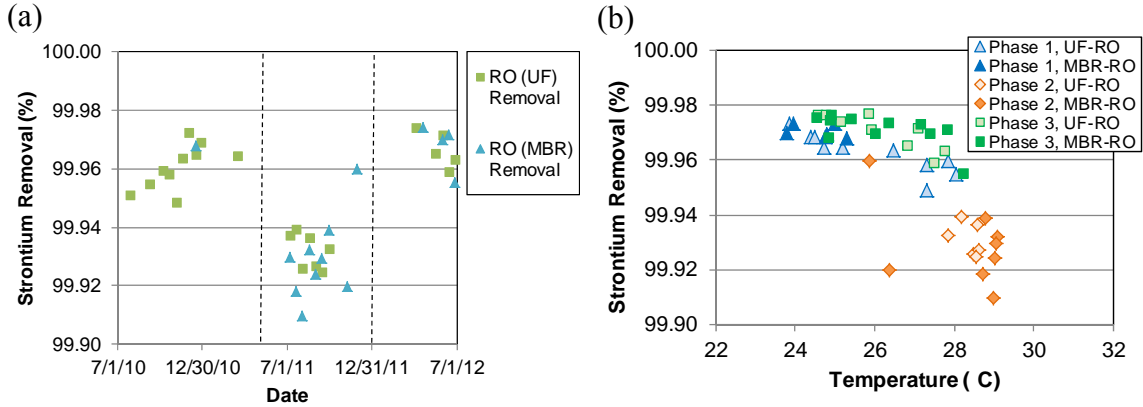 (a)
100.00
99.98
99.96
99.94
99.92
99.90
Strontium Removal (%)
7/1/10
12/30/10
7/1/11
12/31/11
7/1/12
Date
RO (UF)
Removal
RO (MBR)
Removal
(b)
100.00
99.98
99.96
99.94
99.92
99.90
Strontium Removal (%)
22
24
26
28
30
32
Temperature ( C)
Phase 1, UF-RO
Phase 1, MBR-RO
Phase 2, UF-RO
Phase 2, MBR-RO
Phase 3, UF-RO
Phase 3, MBR-RO